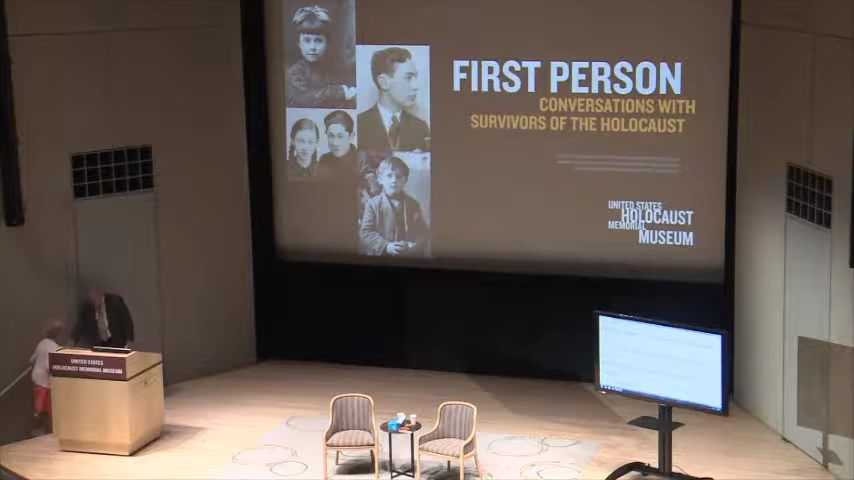 FIRST PERSON
CONVERSATIONS WITH
SURVIVORS OF THE HOLOCAUST
UNITED STATES
HOLOCAUST
MEMORIAL
MUSEUM
UNITED STATES
HOLOCAUST MEMORIAL MUSEUM